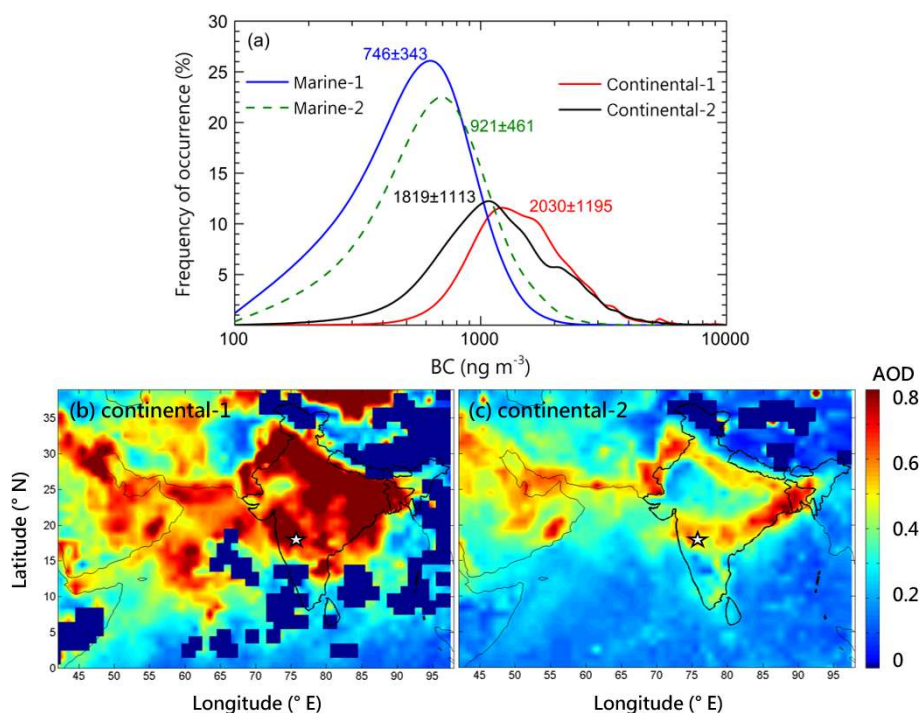 (a)
746±343
Marine-1
Marine-2
Continental-1
Continental-2
921±461
1819±1113
2030±1195
Frequency of occurrence (%)
30
25
20
15
10
5
100
1000
10000
BC (ng m⁻³)
(b) continental-1
(c) continental-2
AOD
0.8
0.6
0.4
0.2
0
Latitude (° N)
35
30
25
20
15
10
5
0
45 50 55 60 65 70 75 80 85 90 95
45 50 55 60 65 70 75 80 85 90 95
Longitude (° E)
Longitude (° E)